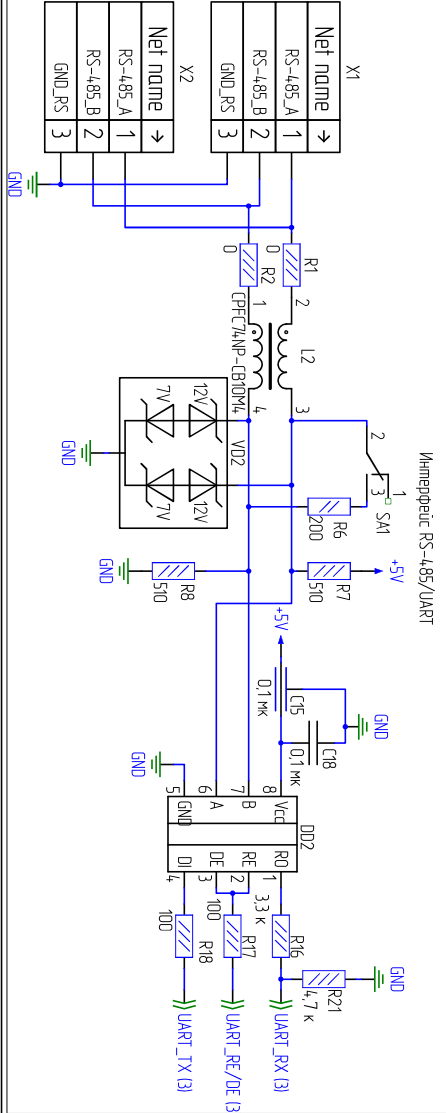 Интерфейс RS-485/UART
X1
Net name →
RS-485_A 1
RS-485_B 2
GND_RS 3
X2
Net name →
RS-485_A 1
RS-485_B 2
GND_RS 3
GND
R1
0
R2
0
L2
2
3
1
4
CPFC74NP-CB10M4
VD2
12V
7V
12V
7V
GND
SA1
1
2
3
R6
200
R7
510
+5V
R8
510
GND
+5V
C15
0,1 мк
C18
0,1 мк
GND
GND
DD2
8 Vcc
7 B
6 A
5 GND
RO 1
RE 2
DE 3
DI 4
R16
3,3 к
R17
100
R18
100
R21
4,7 к
GND
UART_RX (3)
UART_RE/DE (3
UART_TX (3)